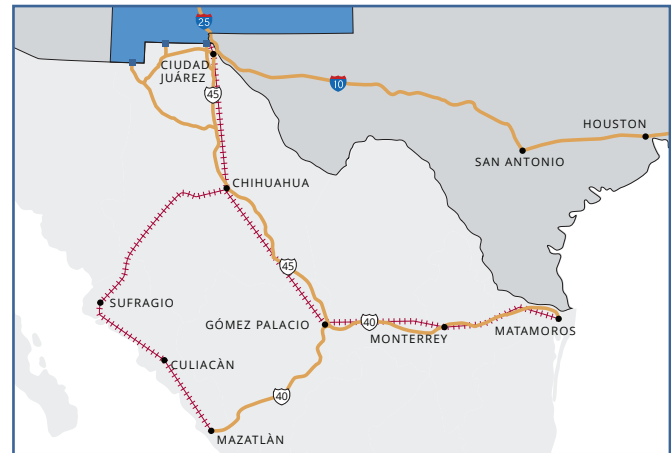 25
CIUDAD
JUÁREZ
45
10
HOUSTON
SAN ANTONIO
CHIHUAHUA
45
SUFRAGIO
GÓMEZ PALACIO
40
MONTERREY
MATAMOROS
CULIACÀN
40
MAZATLÀN